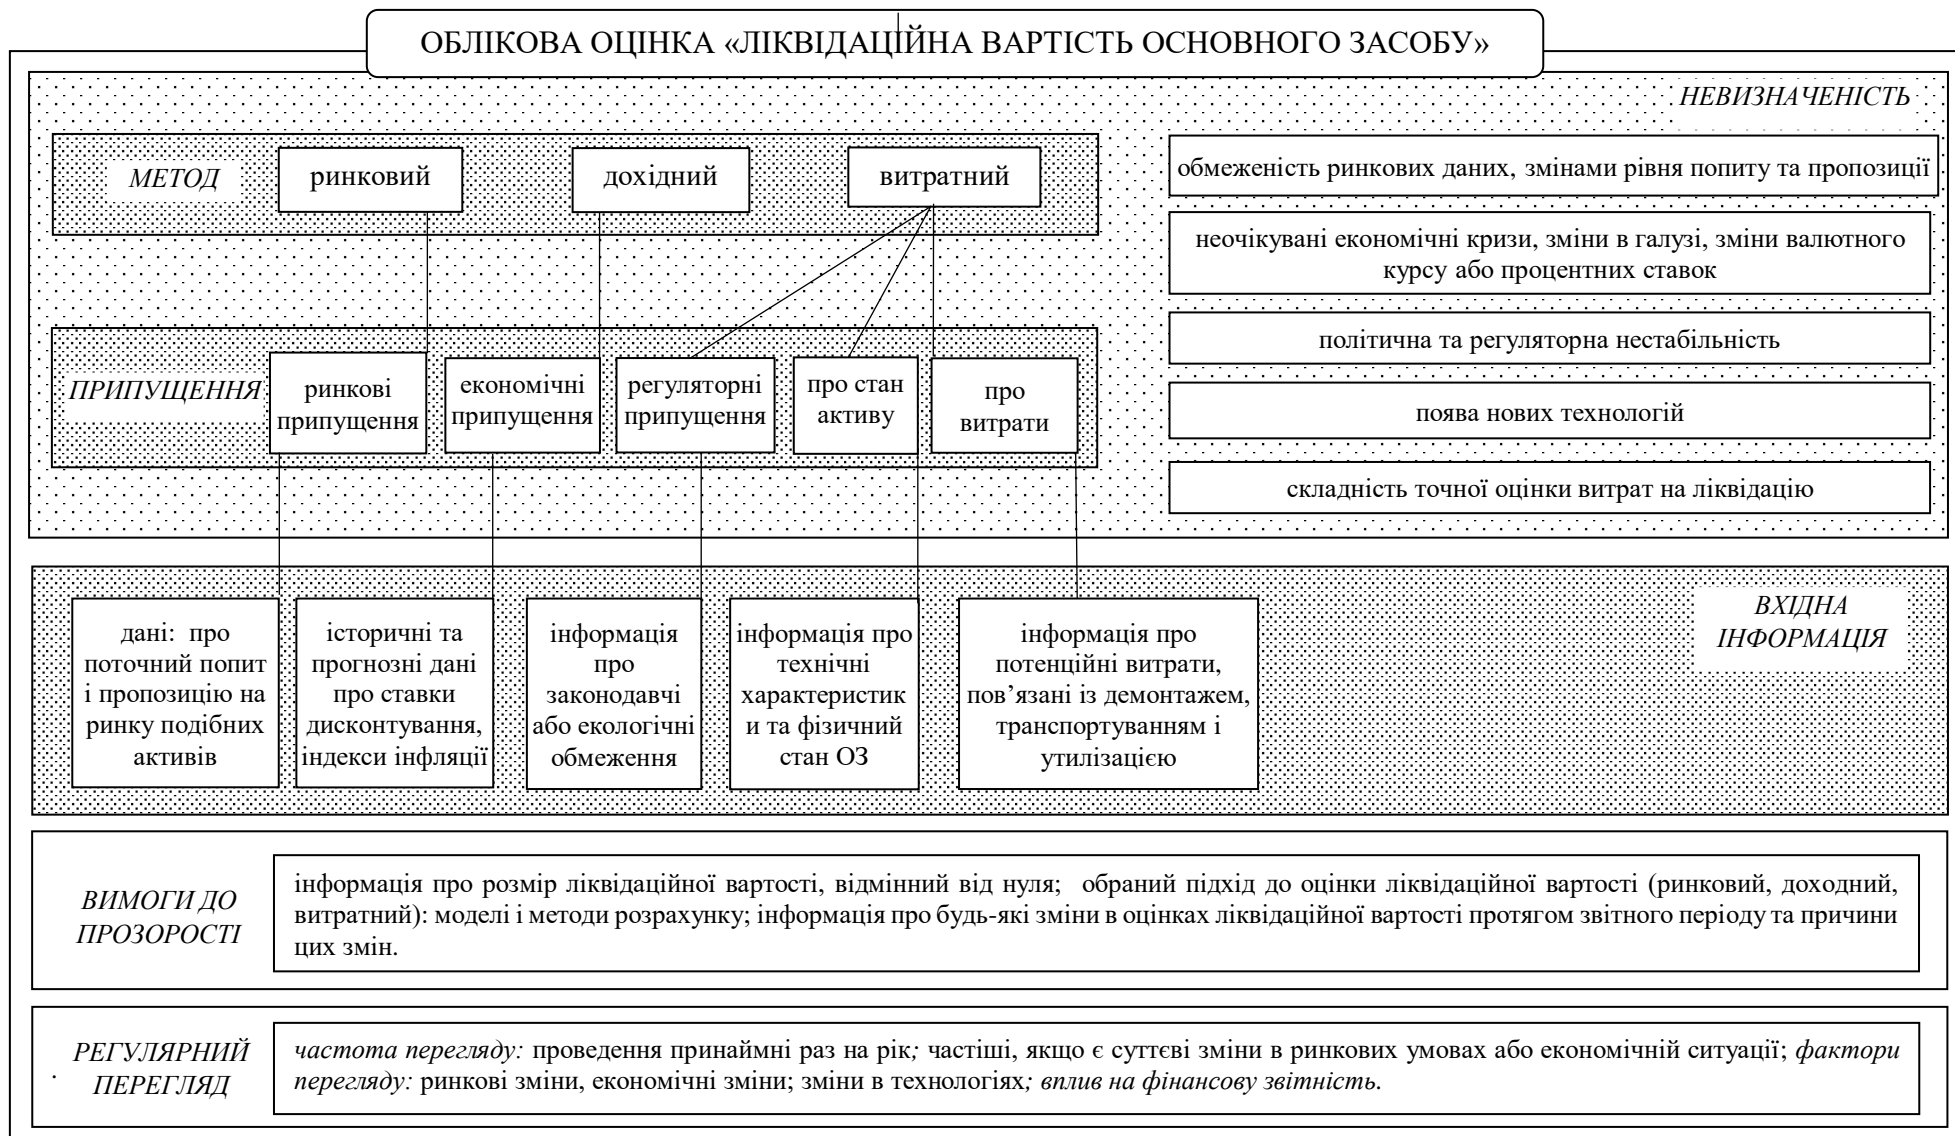 ОБЛІКОВА ОЦІНКА «ЛІКВІДАЦІЙНА ВАРТІСТЬ ОСНОВНОГО ЗАСОБУ»
НЕВИЗНАЧЕНІСТЬ
МЕТОД
ринковий
дохідний
витратний
обмеженість ринкових даних, змінами рівня попиту та пропозиції
неочікувані економічні кризи, зміни в галузі, зміни валютного
курсу або процентних ставок
політична та регуляторна нестабільність
поява нових технологій
складність точної оцінки витрат на ліквідацію
ПРИПУЩЕННЯ
ринкові
припущення
економічні
припущення
регуляторні
припущення
про стан
активу
про
витрати
ВХІДНА
ІНФОРМАЦІЯ
дані: про
поточний попит
і пропозицію на
ринку подібних
активів
історичні та
прогнозні дані
про ставки
дисконтування,
індекси інфляції
інформація
про
законодавчі
або екологічні
обмеження
інформація про
технічні
характеристик
и та фізичний
стан ОЗ
інформація про
потенційні витрати,
пов’язані із демонтажем,
транспортуванням і
утилізацією
ВИМОГИ ДО
ПРОЗОРОСТІ
інформація про розмір ліквідаційної вартості, відмінний від нуля; обраний підхід до оцінки ліквідаційної вартості (ринковий, доходний,
витратний): моделі і методи розрахунку; інформація про будь-які зміни в оцінках ліквідаційної вартості протягом звітного періоду та причини
цих змін.
РЕГУЛЯРНИЙ
ПЕРЕГЛЯД
.
частота перегляду: проведення принаймні раз на рік; частіші, якщо є суттєві зміни в ринкових умовах або економічній ситуації; фактори
перегляду: ринкові зміни, економічні зміни; зміни в технологіях; вплив на фінансову звітність.